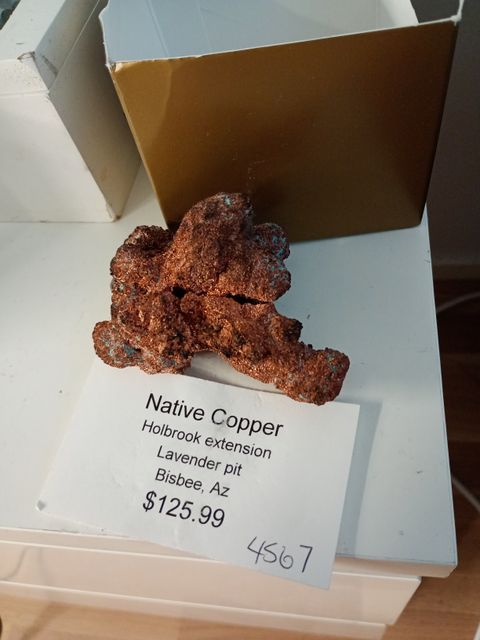 Native Copper
Holbrook extension
Lavender pit
Bisbee, Az
$125.99
4567